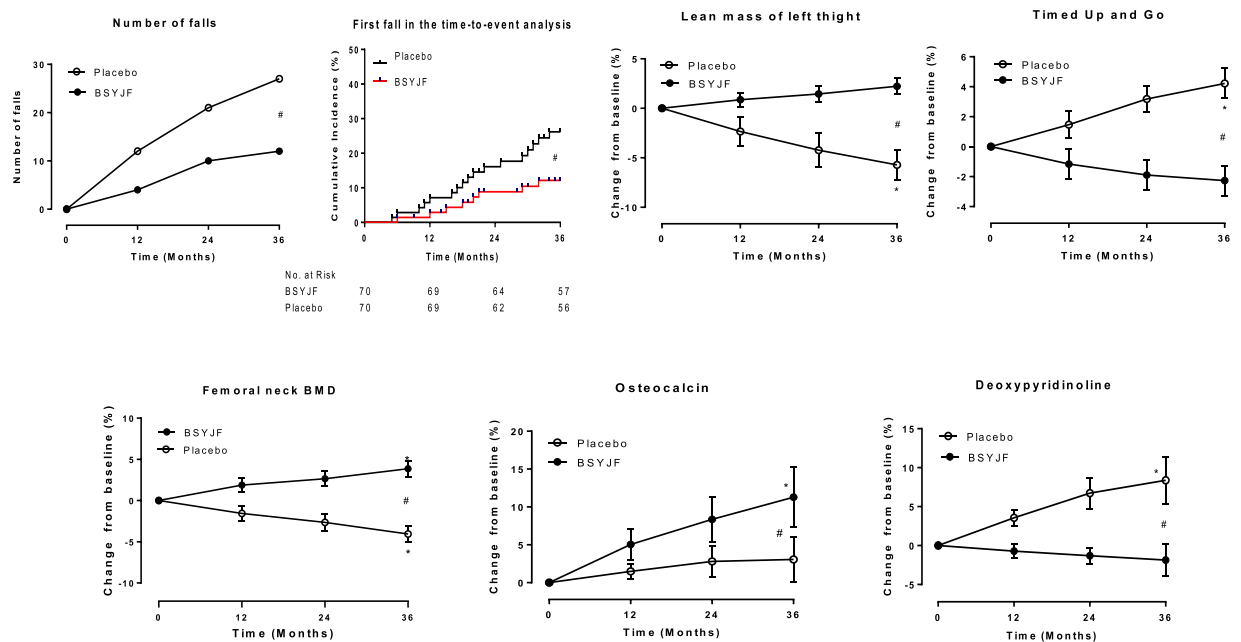 Number of falls
Number of falls
30
20
10
0
Placebo
BSYJF
#
0
12
24
36
Time (Months)
First fall in the time-to-event analysis
Cumulative incidence (%)
50
40
30
20
10
0
Placebo
BSYJF
#
0
12
24
36
Time (Months)
No. at Risk
BSYJF 70 69 64 57
Placebo 70 69 62 56
Lean mass of left thight
Change from baseline (%)
5
0
-5
-10
Placebo
BSYJF
#
*
0
12
24
36
Time (Months)
Timed Up and Go
Change from baseline (%)
6
4
2
0
-2
-4
Placebo
BSYJF
*
#
0
12
24
36
Time (Months)
Femoral neck BMD
Change from baseline (%)
10
5
0
-5
-10
BSYJF
Placebo
*
#
*
0
12
24
36
Time (Months)
Osteocalcin
Change from baseline (%)
20
15
10
5
0
Placebo
BSYJF
*
#
0
12
24
36
Time (Months)
Deoxypyridinoline
Change from baseline (%)
15
10
5
0
-5
Placebo
BSYJF
*
#
0
12
24
36
Time (Months)